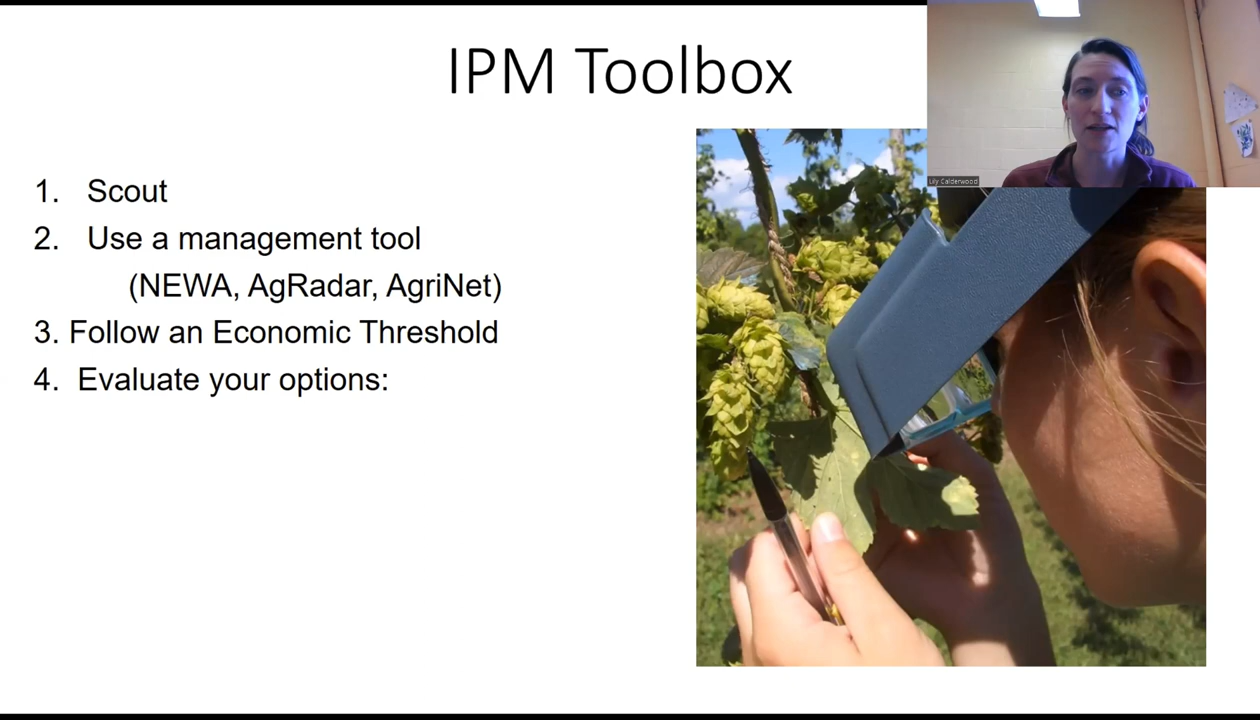 IPM Toolbox
1. Scout
2. Use a management tool
(NEWA, AgRadar, AgriNet)
3. Follow an Economic Threshold
4. Evaluate your options:
Lily Calderwood